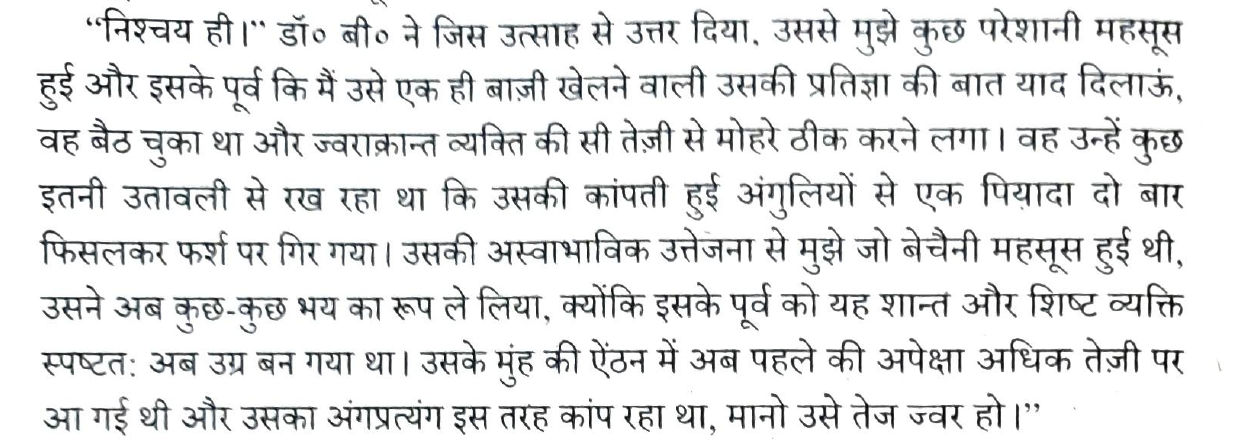 “निश्चय ही।” डॉ० बी० ने जिस उत्साह से उत्तर दिया, उससे मुझे कुछ परेशानी महसूस
हुई और इसके पूर्व कि मैं उसे एक ही बाज़ी खेलने वाली उसकी प्रतिज्ञा की बात याद दिलाऊं,
वह बैठ चुका था और ज्वराक्रान्त व्यक्ति की सी तेज़ी से मोहरे ठीक करने लगा। वह उन्हें कुछ
इतनी उतावली से रख रहा था कि उसकी कांपती हुई अंगुलियों से एक पिय़ादा दो बार
फिसलकर फर्श पर गिर गया। उसकी अस्वाभाविक उत्तेजना से मुझे जो बेचैनी महसूस हुई थी,
उसने अब कुछ-कुछ भय का रूप ले लिया, क्योंकि इसके पूर्व को यह शान्त और शिष्ट व्यक्ति
स्पष्टत: अब उग्र बन गया था। उसके मुंह की ऐंठन में अब पहले की अपेक्षा अधिक तेज़ी पर
आ गई थी और उसका अंगप्रत्यंग इस तरह कांप रहा था, मानो उसे तेज ज्वर हो।”